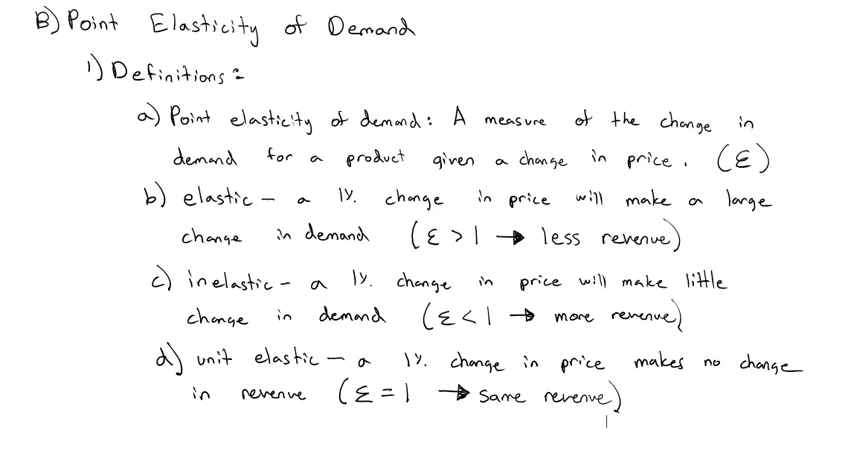 B) Point Elasticity of Demand
1) Definitions:
a) Point elasticity of demand: A measure of the change in
demand for a product given a change in price. (ε)
b) elastic – a 1% change in price will make a large
change in demand (ε > 1 → less revenue)
c) inelastic – a 1% change in price will make little
change in demand (ε < 1 → more revenue)
d) unit elastic – a 1% change in price makes no change
in revenue (ε = 1 → same revenue)